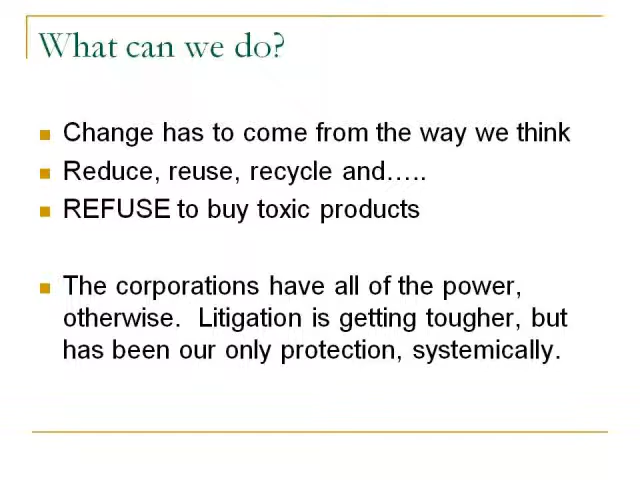 What can we do?
Change has to come from the way we think
Reduce, reuse, recycle and…..
REFUSE to buy toxic products
The corporations have all of the power,
otherwise.  Litigation is getting tougher, but
has been our only protection, systemically.